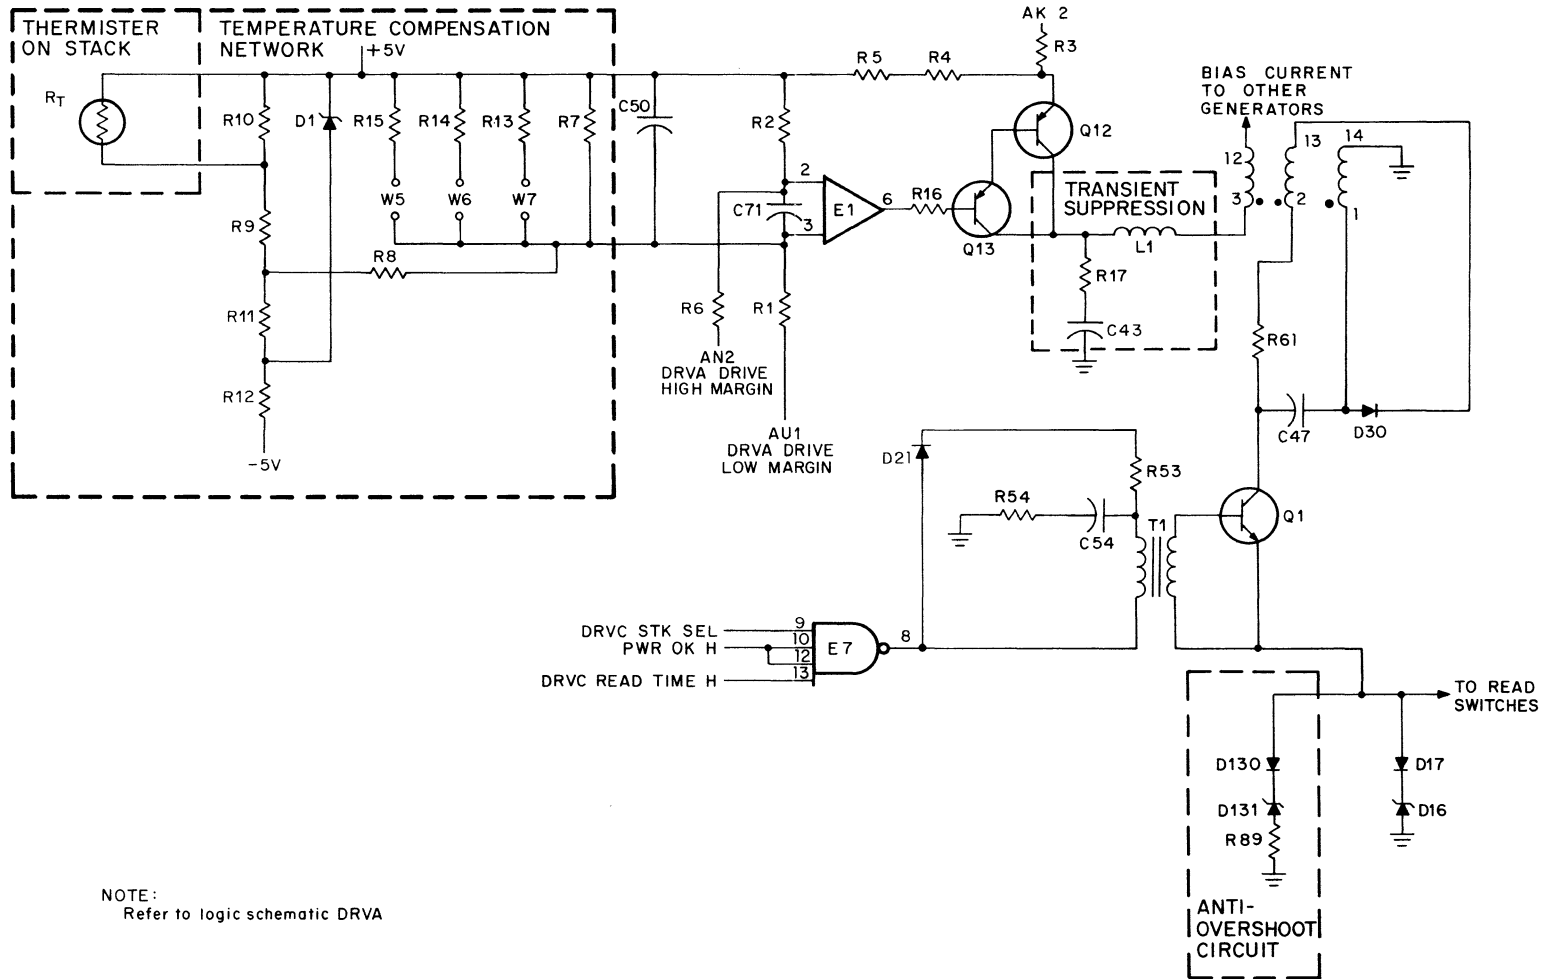 THERMISTER
ON STACK
TEMPERATURE COMPENSATION
NETWORK
+5V
RT
R10
D1
R15
R14
R13
R7
C50
R9
W5
W6
W7
R8
R11
R12
-5V
R5
R4
AK 2
R3
R2
2
C71
3
E1
6
R16
Q12
Q13
R6
R1
AN2
DRVA DRIVE
HIGH MARGIN
AU1
DRVA DRIVE
LOW MARGIN
TRANSIENT
SUPPRESSION
L1
R17
C43
BIAS CURRENT
TO OTHER
GENERATORS
12
13
14
3
2
1
R61
C47
D30
D21
R53
R54
C54
T1
Q1
DRVC STK SEL
PWR OK H
DRVC READ TIME H
9
10
12
13
E7
8
TO READ
SWITCHES
D130
D131
R89
D17
D16
ANTI-
OVERSHOOT
CIRCUIT
NOTE:
Refer to logic schematic DRVA